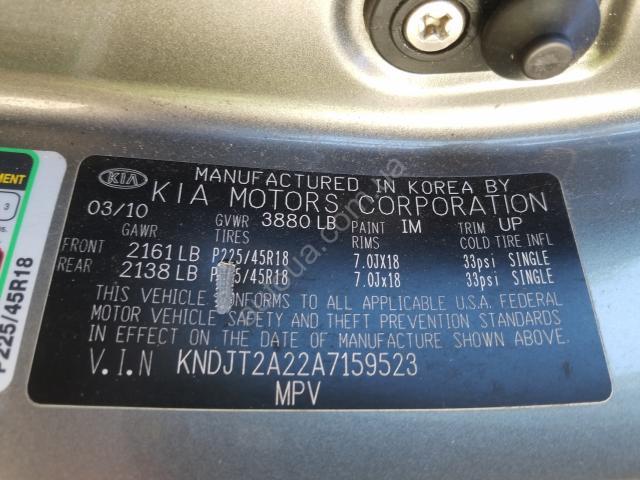 MANUFACTURED IN KOREA BY
KIA KIA MOTORS CORPORATION
03/10 GVWR 3880 LB PAINT IM TRIM UP
GAWR TIRES RIMS COLD TIRE INFL
FRONT 2161 LB P225/45R18 7.0JX18 33psi SINGLE
REAR 2138 LB 7.0JX18 33psi SINGLE
THIS VEHICLE CONFORMS TO ALL APPLICABLE U.S.A. FEDERAL
MOTOR VEHICLE SAFETY AND THEFT PREVENTION STANDARDS
IN EFFECT ON THE DATE OF MANUFACTURE SHOWN ABOVE.
V.I.N KNDJT2A22A7159523
MPV
3
P225/45R18